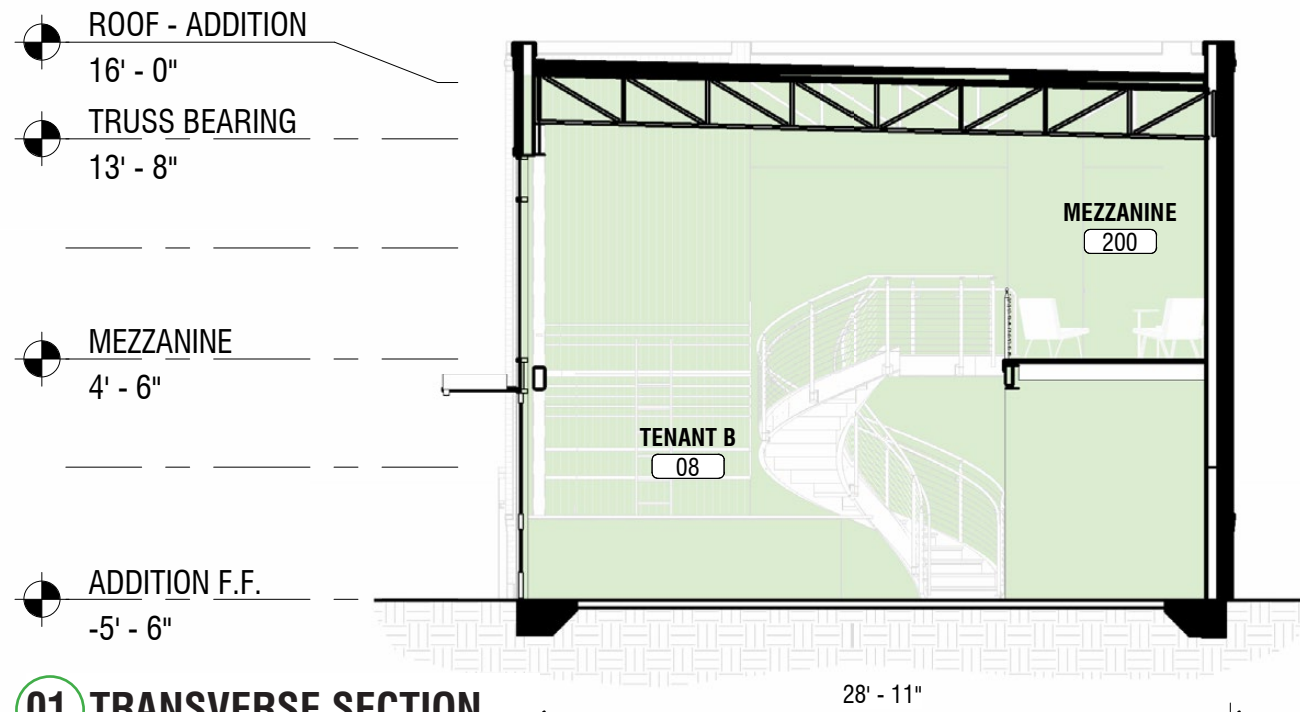 ROOF - ADDITION
16' - 0"
TRUSS BEARING
13' - 8"
MEZZANINE
200
MEZZANINE
4' - 6"
TENANT B
08
ADDITION F.F.
-5' - 6"
01 TRANSVERSE SECTION
28' - 11"